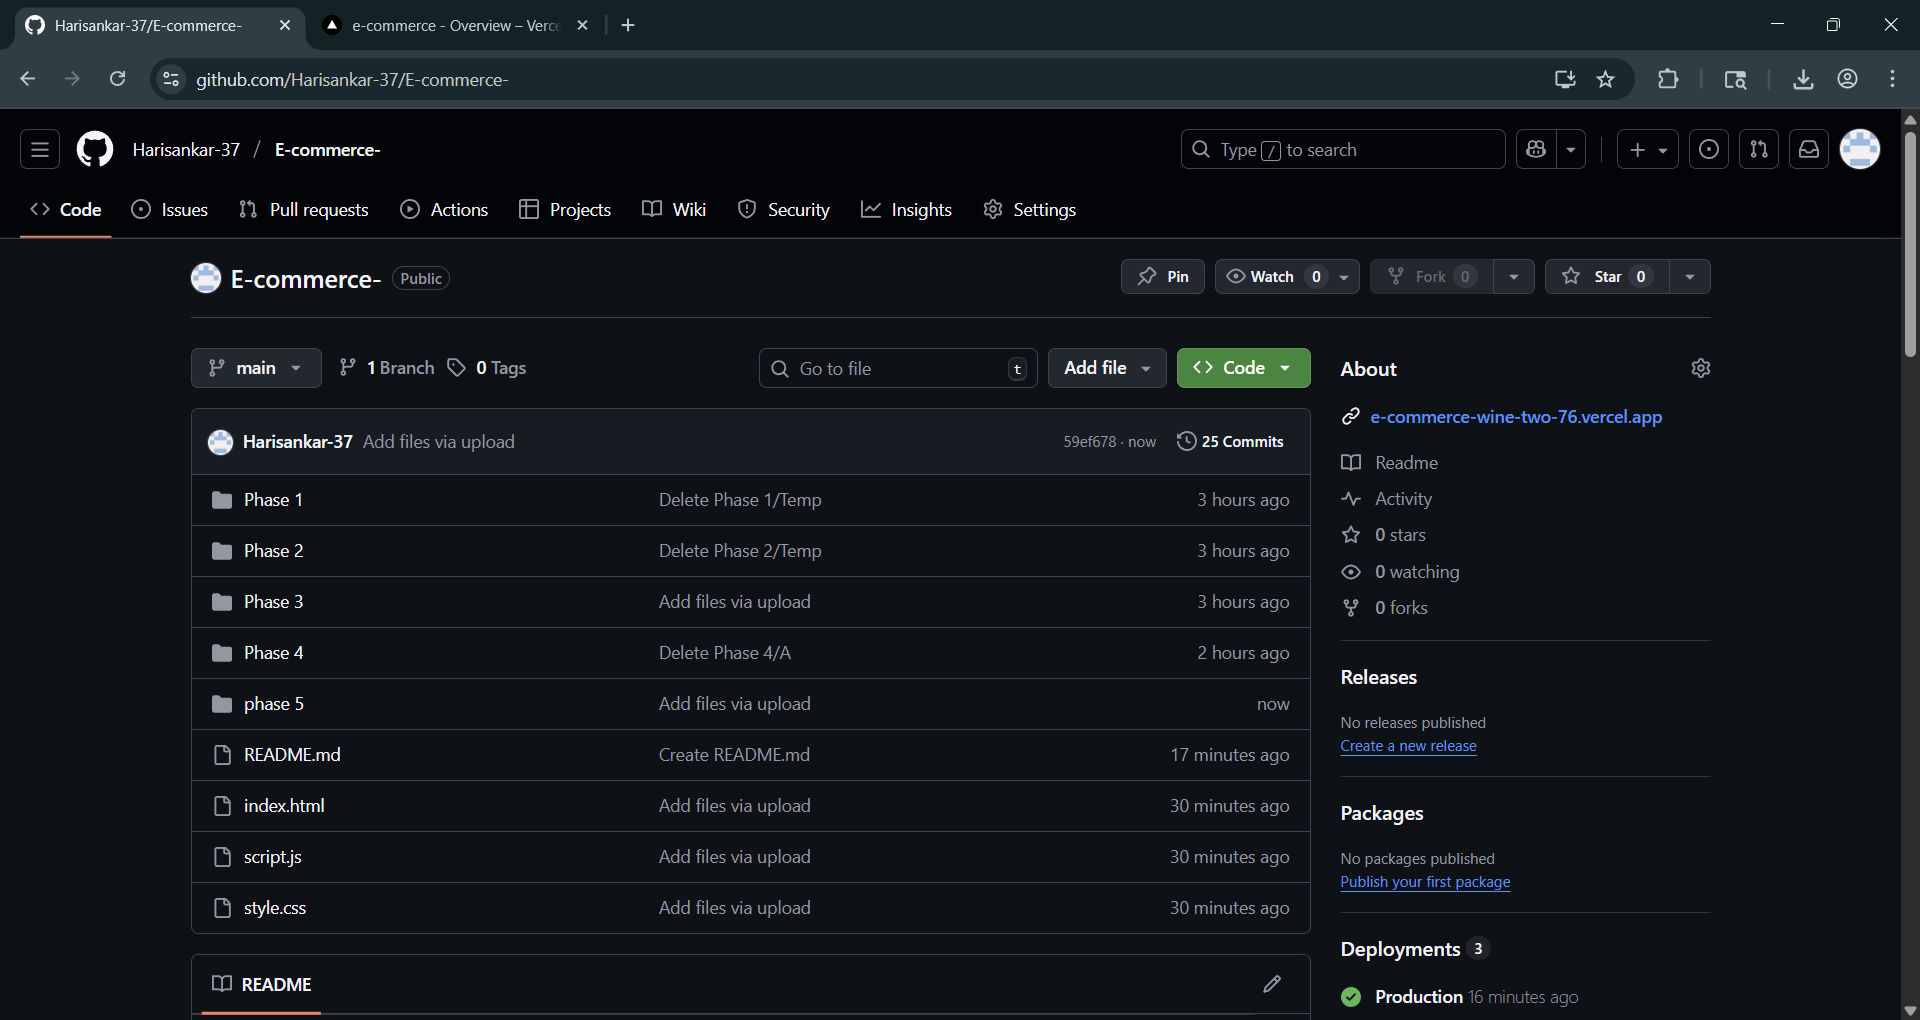 Harisankar-37/E-commerce-
e-commerce - Overview – Verce
github.com/Harisankar-37/E-commerce-
Harisankar-37 / E-commerce-
Type / to search
Code
Issues
Pull requests
Actions
Projects
Wiki
Security
Insights
Settings
E-commerce- Public
Pin
Watch 0
Fork 0
Star 0
main
1 Branch
0 Tags
Go to file t
Add file
Code
Harisankar-37 Add files via upload 59ef678 · now 25 Commits
Phase 1 Delete Phase 1/Temp 3 hours ago
Phase 2 Delete Phase 2/Temp 3 hours ago
Phase 3 Add files via upload 3 hours ago
Phase 4 Delete Phase 4/A 2 hours ago
phase 5 Add files via upload now
README.md Create README.md 17 minutes ago
index.html Add files via upload 30 minutes ago
script.js Add files via upload 30 minutes ago
style.css Add files via upload 30 minutes ago
README
About
e-commerce-wine-two-76.vercel.app
Readme
Activity
0 stars
0 watching
0 forks
Releases
No releases published
Create a new release
Packages
No packages published
Publish your first package
Deployments 3
Production 16 minutes ago